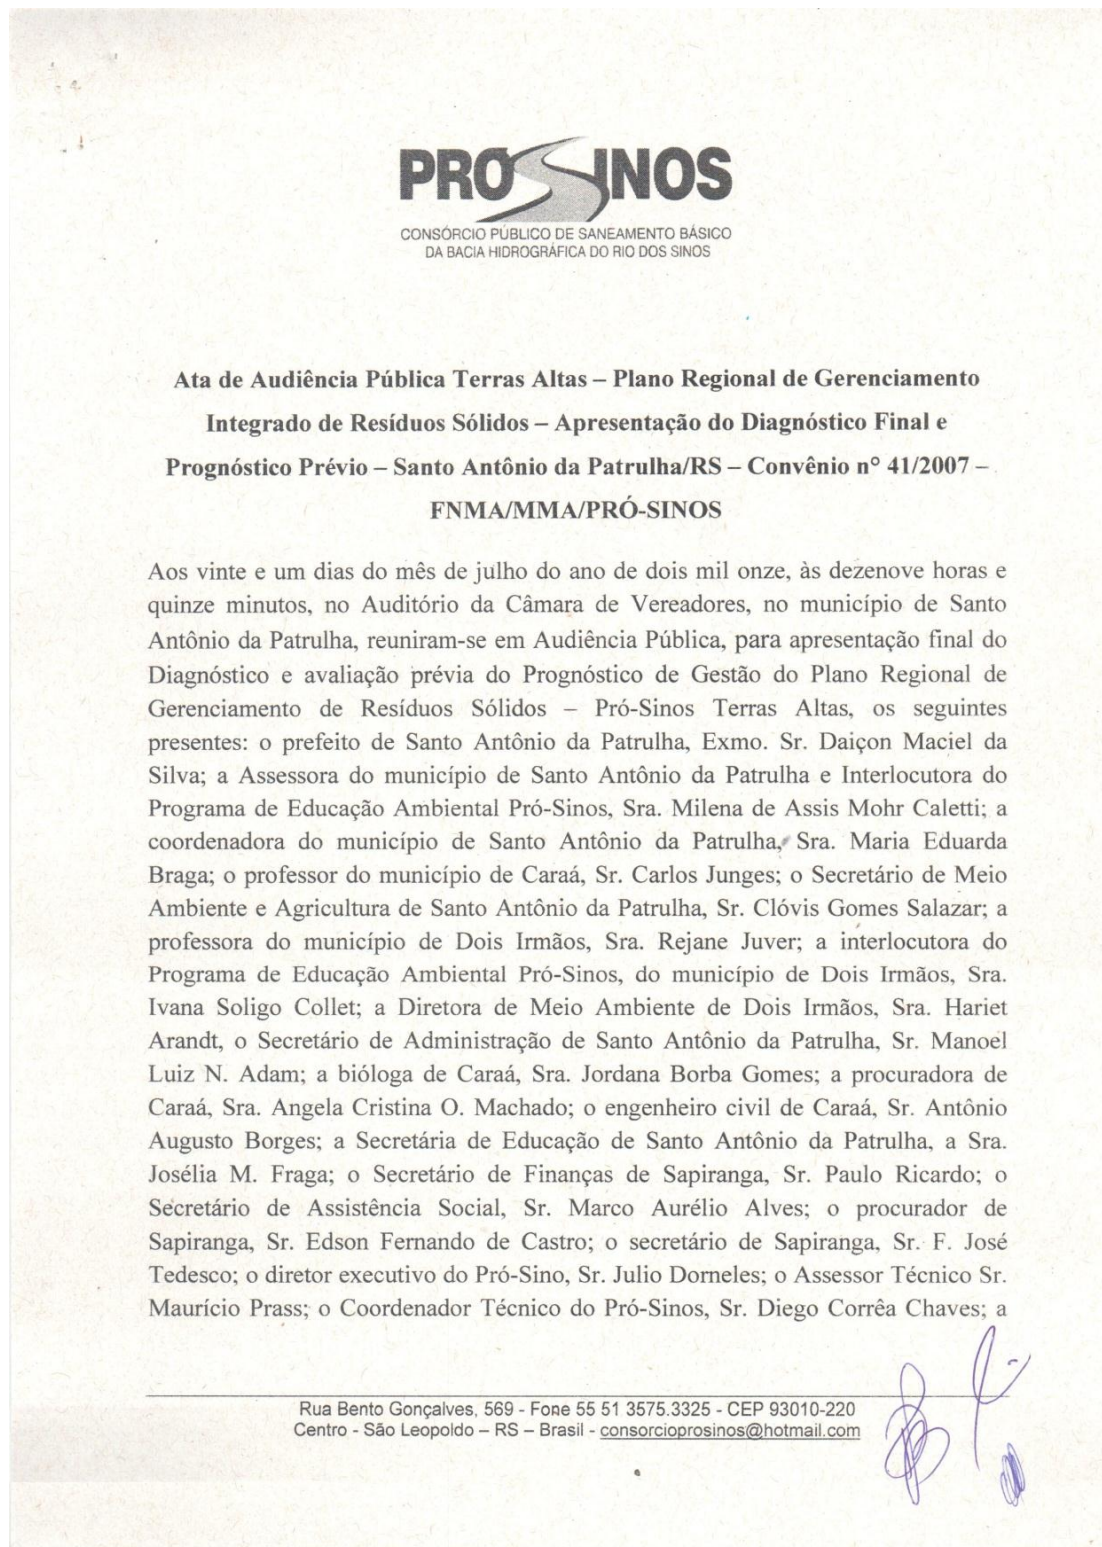 PRÓSINOS
CONSÓRCIO PÚBLICO DE SANEAMENTO BÁSICO
DA BACIA HIDROGRÁFICA DO RIO DOS SINOS
Ata de Audiência Pública Terras Altas – Plano Regional de Gerenciamento
Integrado de Resíduos Sólidos – Apresentação do Diagnóstico Final e
Prognóstico Prévio – Santo Antônio da Patrulha/RS – Convênio nº 41/2007 –
FNMA/MMA/PRÓ-SINOS
Aos vinte e um dias do mês de julho do ano de dois mil onze, às dezenove horas e
quinze minutos, no Auditório da Câmara de Vereadores, no município de Santo
Antônio da Patrulha, reuniram-se em Audiência Pública, para apresentação final do
Diagnóstico e avaliação prévia do Prognóstico de Gestão do Plano Regional de
Gerenciamento de Resíduos Sólidos – Pró-Sinos Terras Altas, os seguintes
presentes: o prefeito de Santo Antônio da Patrulha, Exmo. Sr. Daiçon Maciel da
Silva; a Assessora do município de Santo Antônio da Patrulha e Interlocutora do
Programa de Educação Ambiental Pró-Sinos, Sra. Milena de Assis Mohr Caletti; a
coordenadora do município de Santo Antônio da Patrulha, Sra. Maria Eduarda
Braga; o professor do município de Caraá, Sr. Carlos Junges; o Secretário de Meio
Ambiente e Agricultura de Santo Antônio da Patrulha, Sr. Clóvis Gomes Salazar; a
professora do município de Dois Irmãos, Sra. Rejane Juver; a interlocutora do
Programa de Educação Ambiental Pró-Sinos, do município de Dois Irmãos, Sra.
Ivana Soligo Collet; a Diretora de Meio Ambiente de Dois Irmãos, Sra. Hariet
Arandt, o Secretário de Administração de Santo Antônio da Patrulha, Sr. Manoel
Luiz N. Adam; a bióloga de Caraá, Sra. Jordana Borba Gomes; a procuradora de
Caraá, Sra. Angela Cristina O. Machado; o engenheiro civil de Caraá, Sr. Antônio
Augusto Borges; a Secretária de Educação de Santo Antônio da Patrulha, a Sra.
Josélia M. Fraga; o Secretário de Finanças de Sapiranga, Sr. Paulo Ricardo; o
Secretário de Assistência Social, Sr. Marco Aurélio Alves; o procurador de
Sapiranga, Sr. Edson Fernando de Castro; o secretário de Sapiranga, Sr. F. José
Tedesco; o diretor executivo do Pró-Sino, Sr. Julio Dorneles; o Assessor Técnico Sr.
Maurício Prass; o Coordenador Técnico do Pró-Sinos, Sr. Diego Corrêa Chaves; a
Rua Bento Gonçalves, 569 - Fone 55 51 3575.3325 - CEP 93010-220
Centro - São Leopoldo – RS – Brasil - consorcioprosinos@hotmail.com